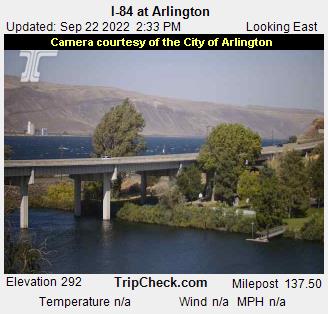 I-84 at Arlington
Updated: Sep 22 2022 2:33 PM Looking East
Camera courtesy of the City of Arlington
Elevation 292 TripCheck.com Milepost 137.50
Temperature n/a Wind n/a MPH n/a